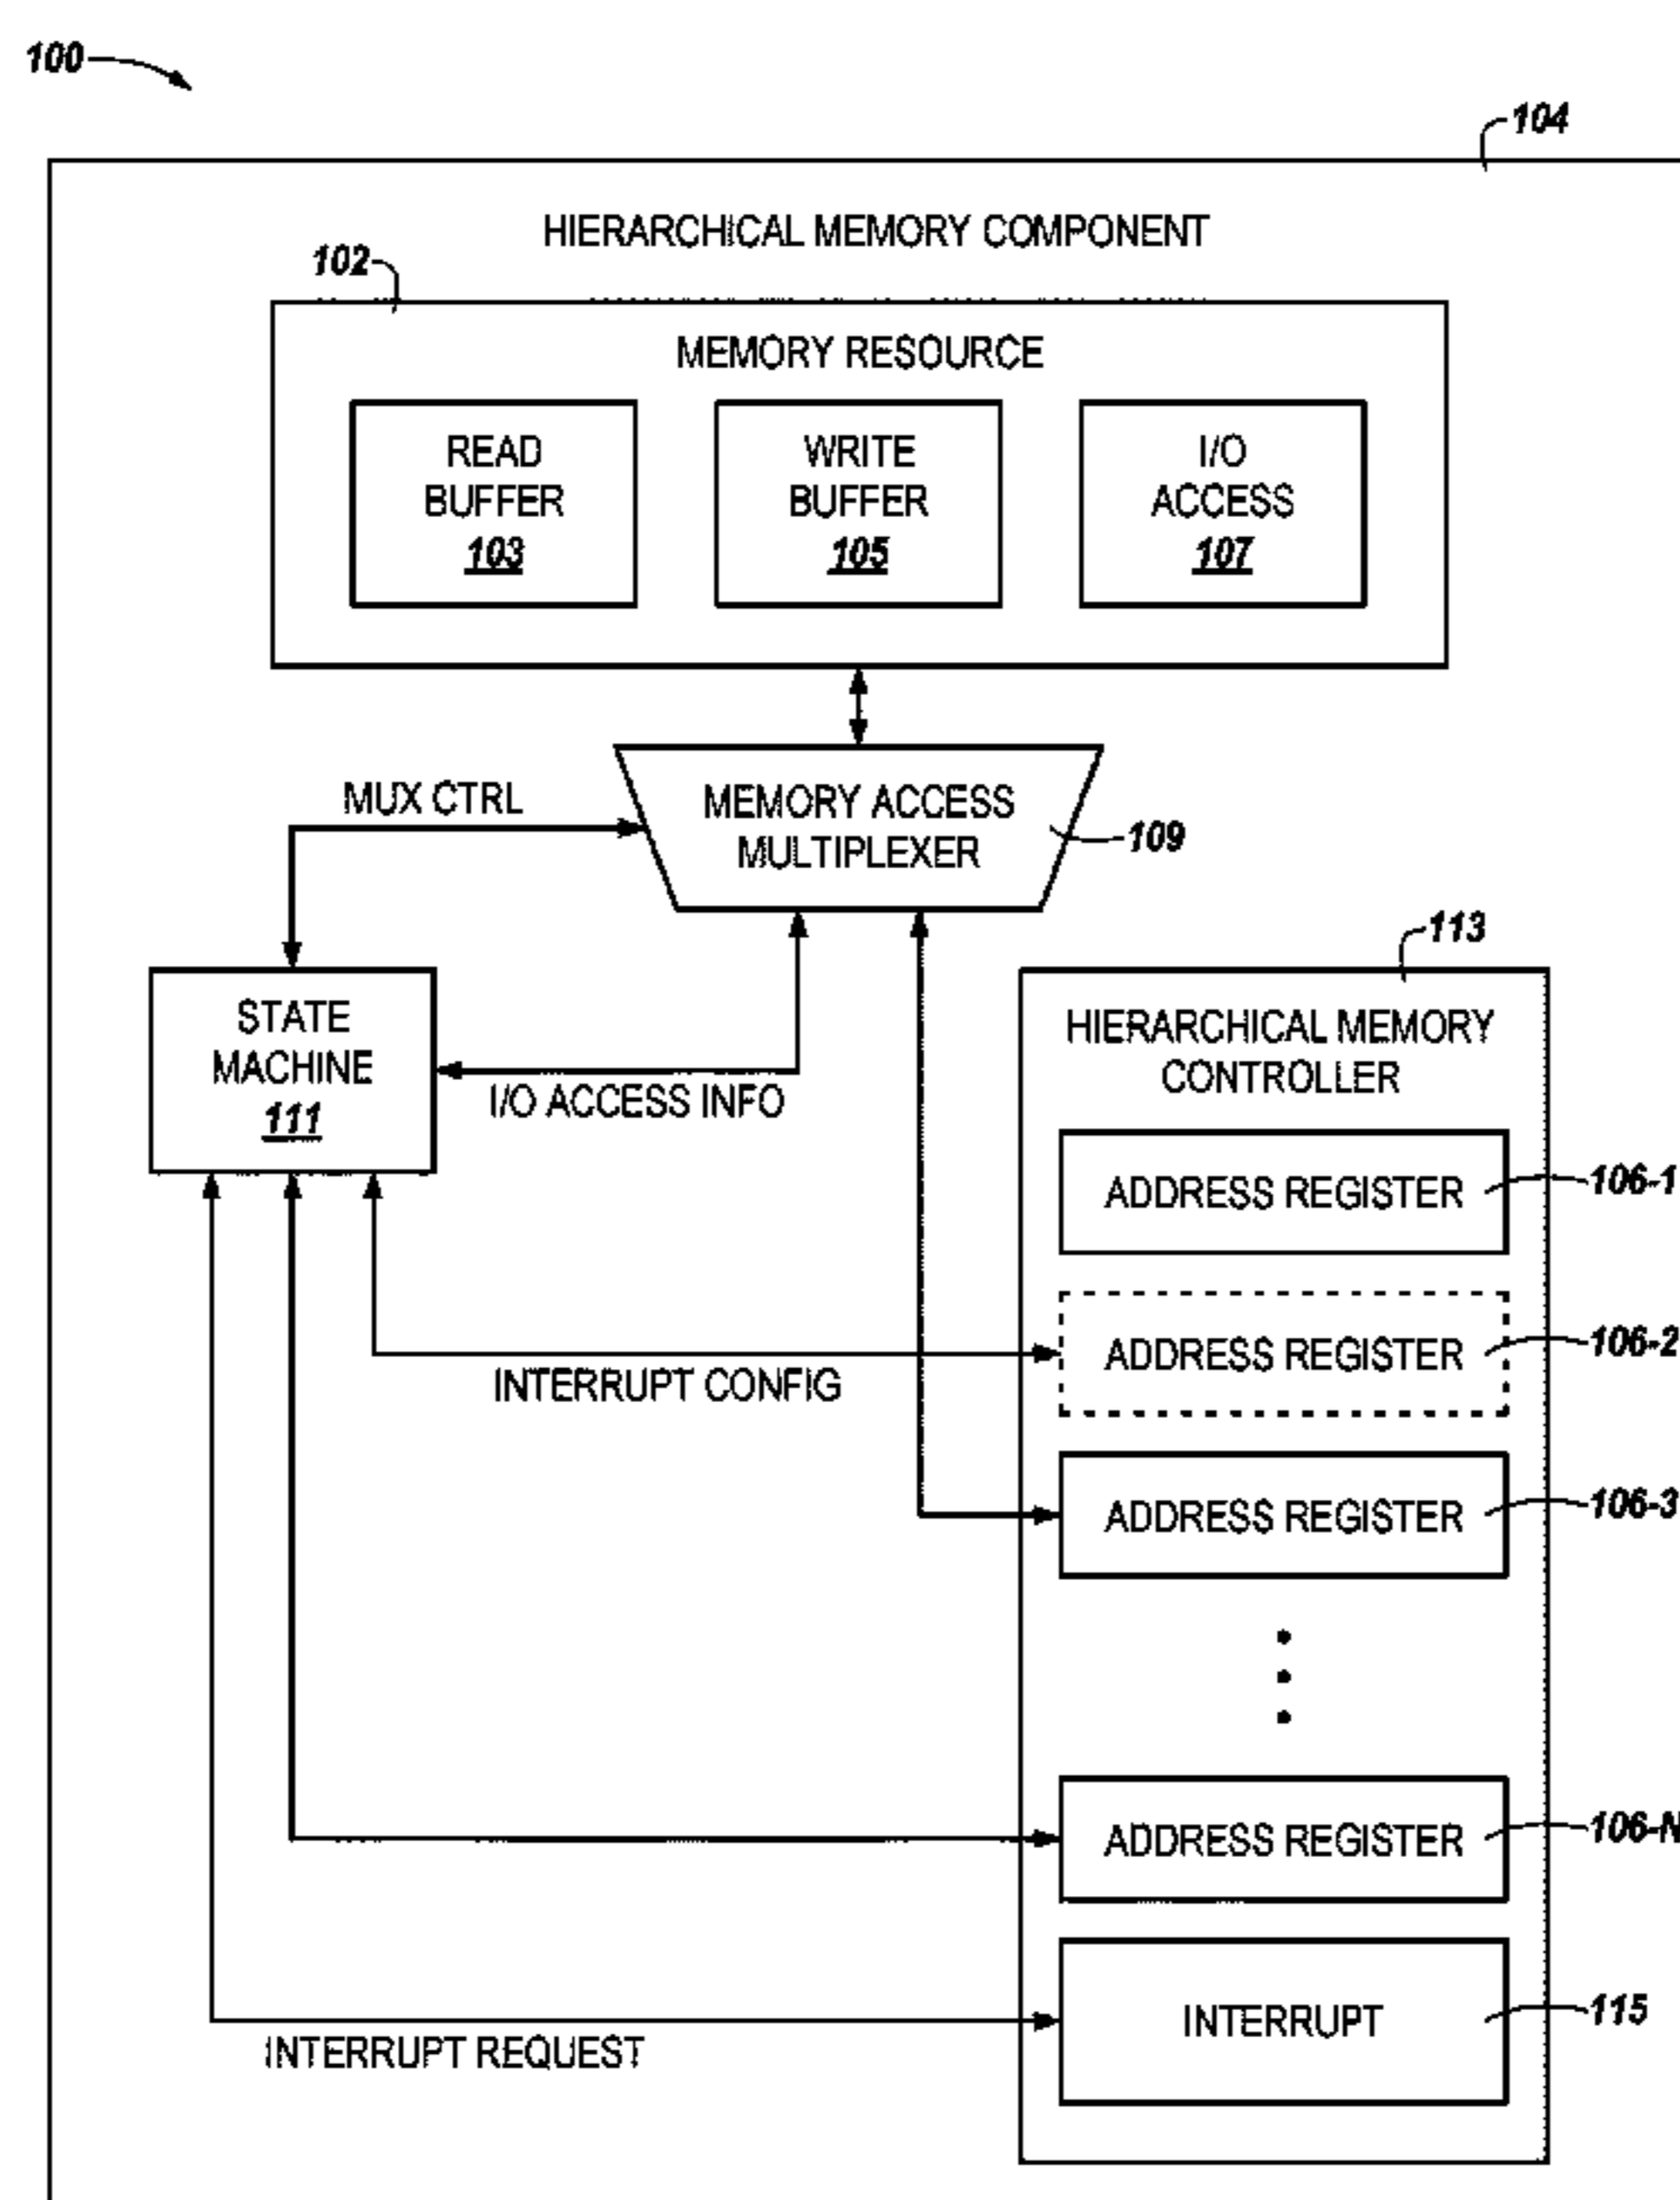 100
104
HIERARCHICAL MEMORY COMPONENT
102
MEMORY RESOURCE
READ
BUFFER
103
WRITE
BUFFER
105
I/O
ACCESS
107
MUX CTRL
MEMORY ACCESS
MULTIPLEXER
109
113
STATE
MACHINE
111
I/O ACCESS INFO
HIERARCHICAL MEMORY
CONTROLLER
ADDRESS REGISTER
106-1
ADDRESS REGISTER
106-2
INTERRUPT CONFIG
ADDRESS REGISTER
106-3
ADDRESS REGISTER
106-N
INTERRUPT
115
INTERRUPT REQUEST